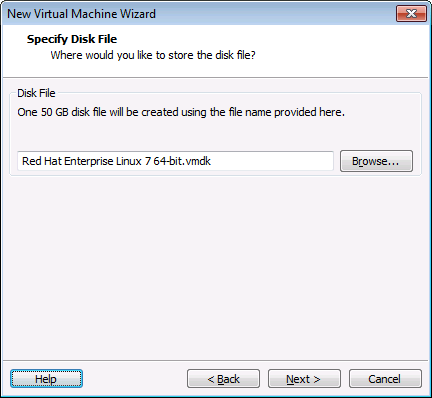 New Virtual Machine Wizard
Specify Disk File
Where would you like to store the disk file?
Disk File
One 50 GB disk file will be created using the file name provided here.
Red Hat Enterprise Linux 7 64-bit.vmdk
Browse...
Help
< Back
Next >
Cancel